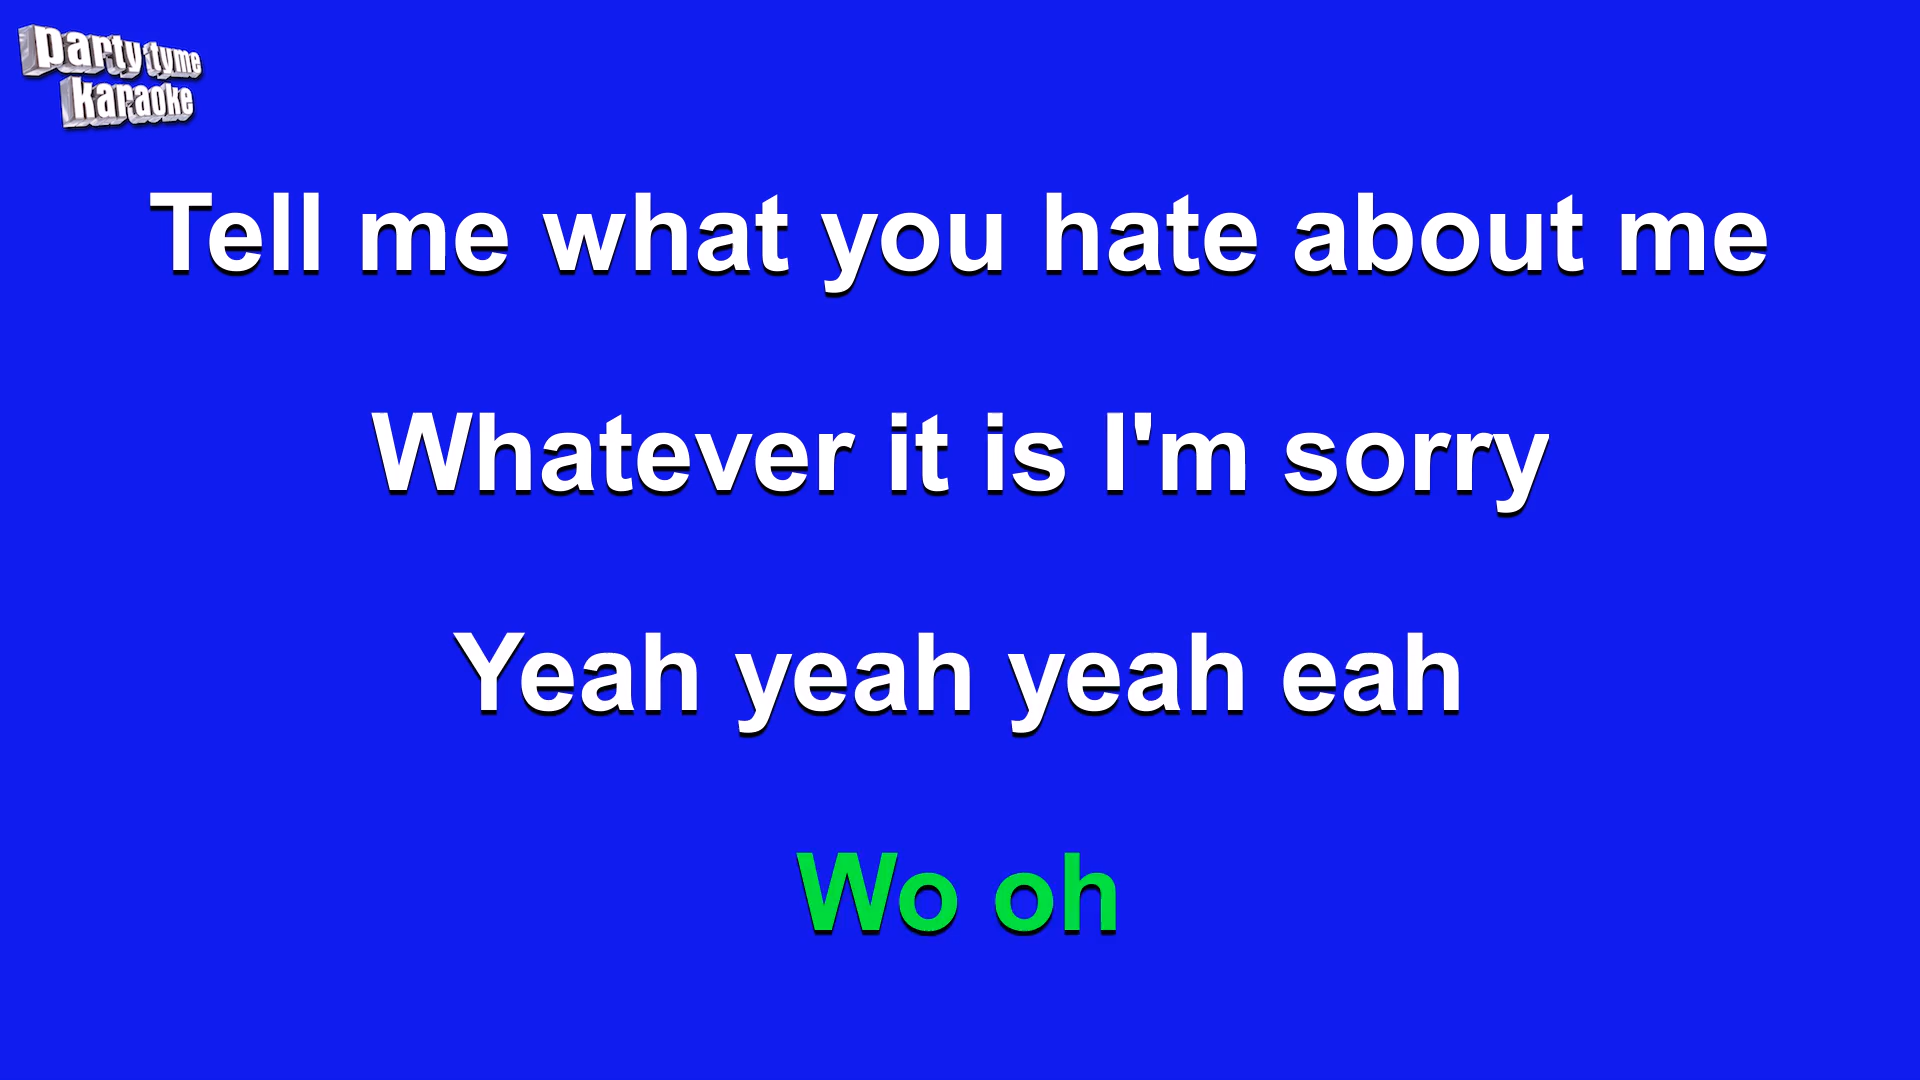 party tyme
karaoke
Tell me what you hate about me
Whatever it is I'm sorry
Yeah yeah yeah eah
Wo oh